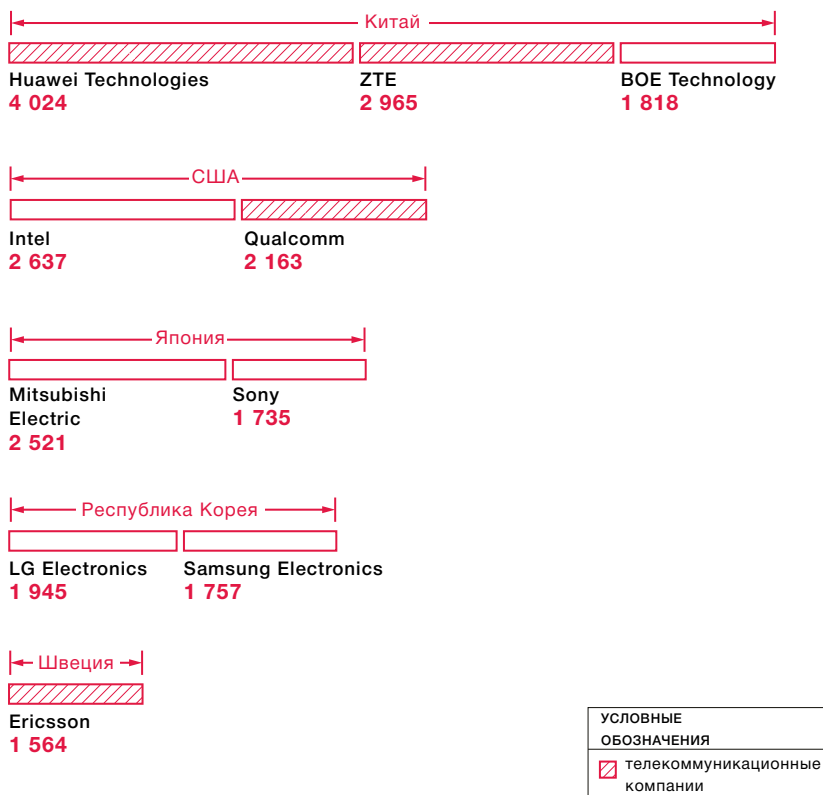 Китай
Huawei Technologies
4 024
ZTE
2 965
BOE Technology
1 818
США
Intel
2 637
Qualcomm
2 163
Япония
Mitsubishi
Electric
2 521
Sony
1 735
Республика Корея
LG Electronics
1 945
Samsung Electronics
1 757
Швеция
Ericsson
1 564
УСЛОВНЫЕ
ОБОЗНАЧЕНИЯ
телекоммуникационные
компании